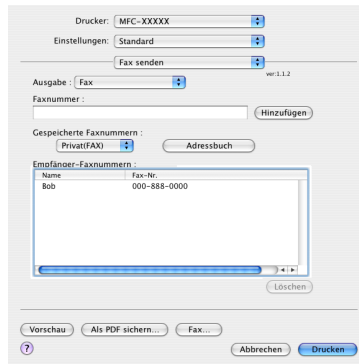 Drucker: MFC-XXXXX
Einstellungen: Standard
Fax senden
ver:1.1.2
Ausgabe : Fax
Faxnummer :
Hinzufügen
Gespeicherte Faxnummern :
Privat(FAX) Adressbuch
Empfänger-Faxnummern :
Name Fax-Nr.
Bob 000-888-0000
Löschen
Vorschau Als PDF sichern... Fax...
? Abbrechen Drucken